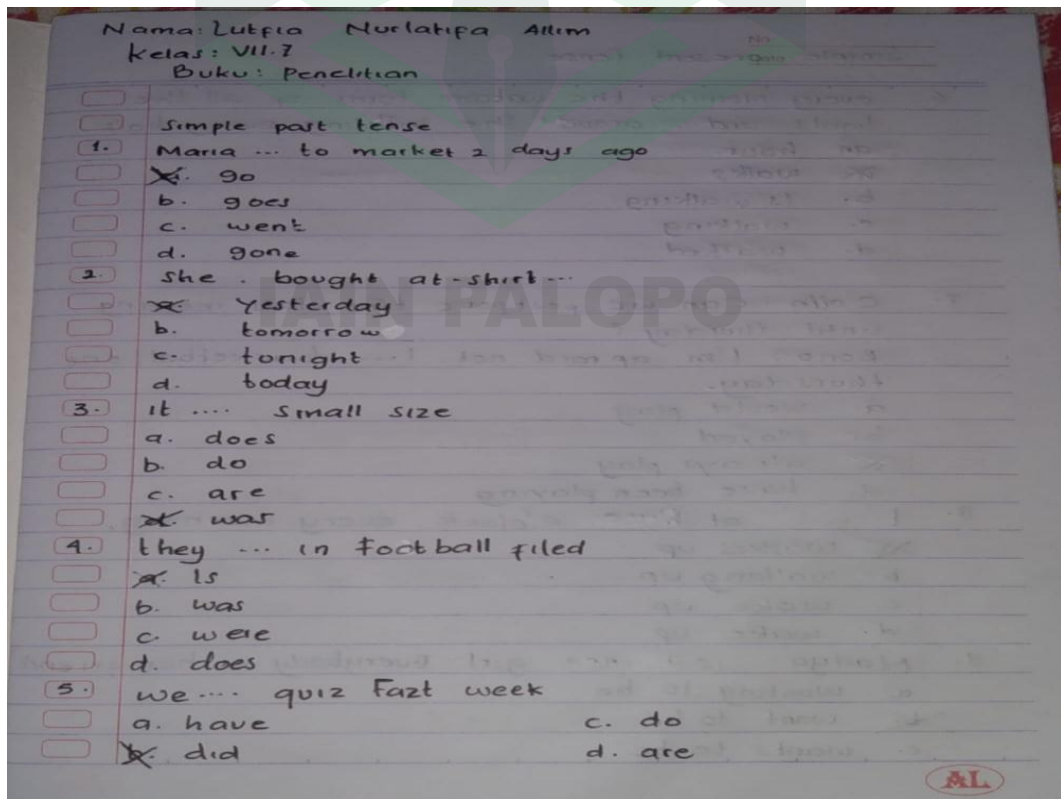 Nama: Lutfia Nurlatifa Allim
Kelas: VII.7
Buku: Penelitian
Simple past tense
1. Maria ... to market 2 days ago
a. go
b. goes
c. went
d. gone
2. She . bought at-shirt ...
a. Yesterday
b. tomorrow
c. tonight
d. today
3. it .... small size
a. does
b. do
c. are
d. was
4. they ... in football filed
a. Is
b. was
c. were
d. does
5. we .... quiz Fazt week
a. have c. do
b. did d. are
AL
IAIN PALOPO